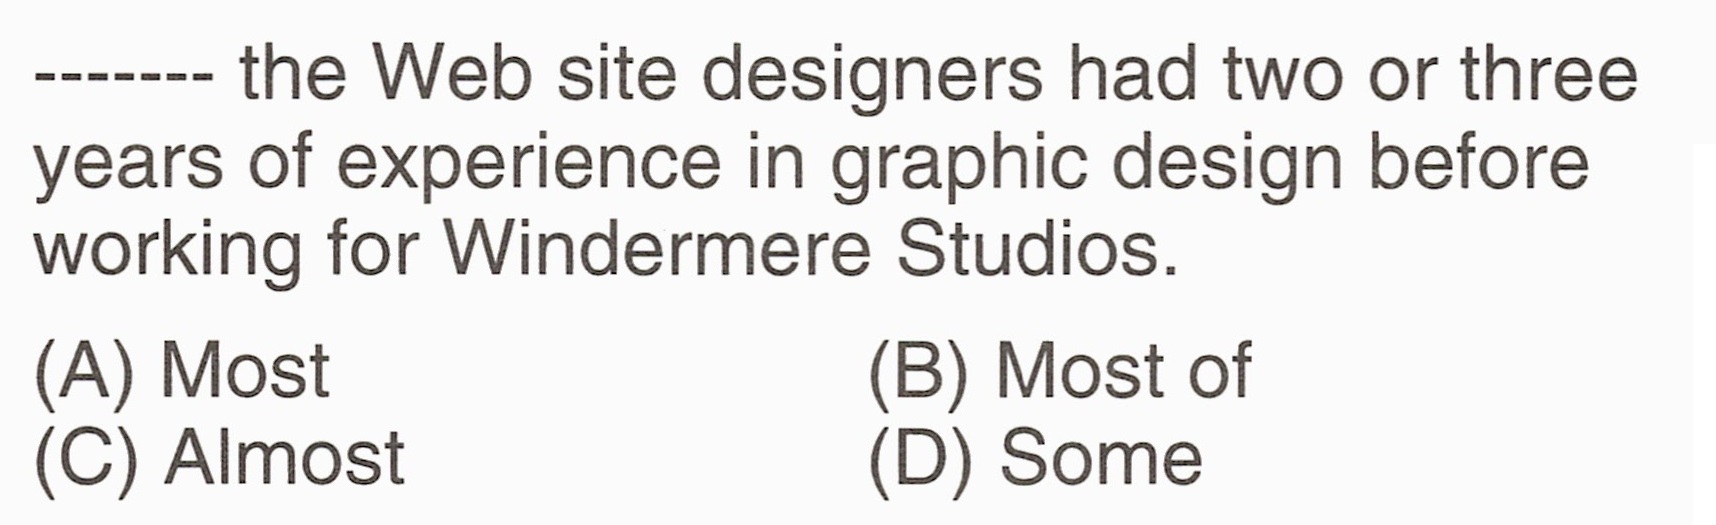 ------- the Web site designers had two or three
years of experience in graphic design before
working for Windermere Studios.
(A) Most (B) Most of
(C) Almost (D) Some